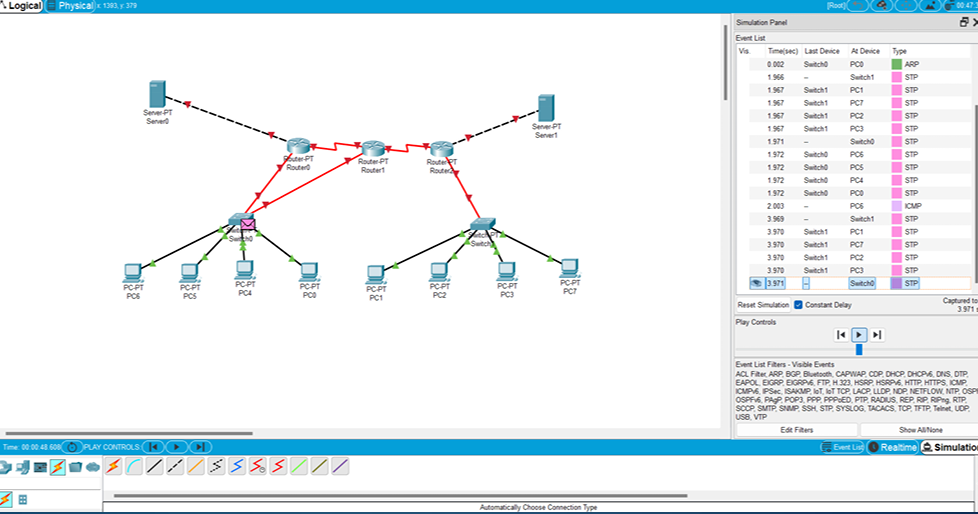 Logical Physical x: 1393, y: 379 [Root] 00:47:3
Simulation Panel
Event List
Vis. Time(sec) Last Device At Device Type
0.002 Switch0 PC0 ARP
1.966 -- Switch1 STP
1.967 Switch1 PC1 STP
1.967 Switch1 PC7 STP
1.967 Switch1 PC2 STP
1.967 Switch1 PC3 STP
1.971 -- Switch0 STP
1.972 Switch0 PC6 STP
1.972 Switch0 PC5 STP
1.972 Switch0 PC4 STP
1.972 Switch0 PC0 STP
2.003 -- PC6 ICMP
3.969 -- Switch1 STP
3.970 Switch1 PC1 STP
3.970 Switch1 PC7 STP
3.970 Switch1 PC2 STP
3.970 Switch1 PC3 STP
3.971 -- Switch0 STP
Reset Simulation Constant Delay Captured to
3.971 s
Play Controls
Event List Filters - Visible Events
ACL Filter, ARP, BGP, Bluetooth, CAPWAP, CDP, DHCP, DHCPv6, DNS, DTP,
EAPOL, EIGRP, EIGRPv6, FTP, H.323, HSRP, HSRPv6, HTTP, HTTPS, ICMP,
ICMPv6, IPSec, ISAKMP, IoT, IoT TCP, LACP, LLDP, NDP, NETFLOW, NTP, OSP
OSPFv6, PAgP, POP3, PPP, PPPoED, PTP, RADIUS, REP, RIP, RIPng, RTP,
SCCP, SMTP, SNMP, SSH, STP, SYSLOG, TACACS, TCP, TFTP, Telnet, UDP,
USB, VTP
Edit Filters Show All/None
Server-PT
Server0
Server-PT
Server1
Router-PT
Router0
Router-PT
Router1
Router-PT
Switch0
Switch-PT
PC-PT
PC6
PC-PT
PC5
PC-PT
PC4
PC-PT
PC0
PC-PT
PC1
PC-PT
PC2
PC-PT
PC3
PC-PT
PC7
Time: 00:00:48.608 PLAY CONTROLS: Event List Realtime Simulation
Automatically Choose Connection Type